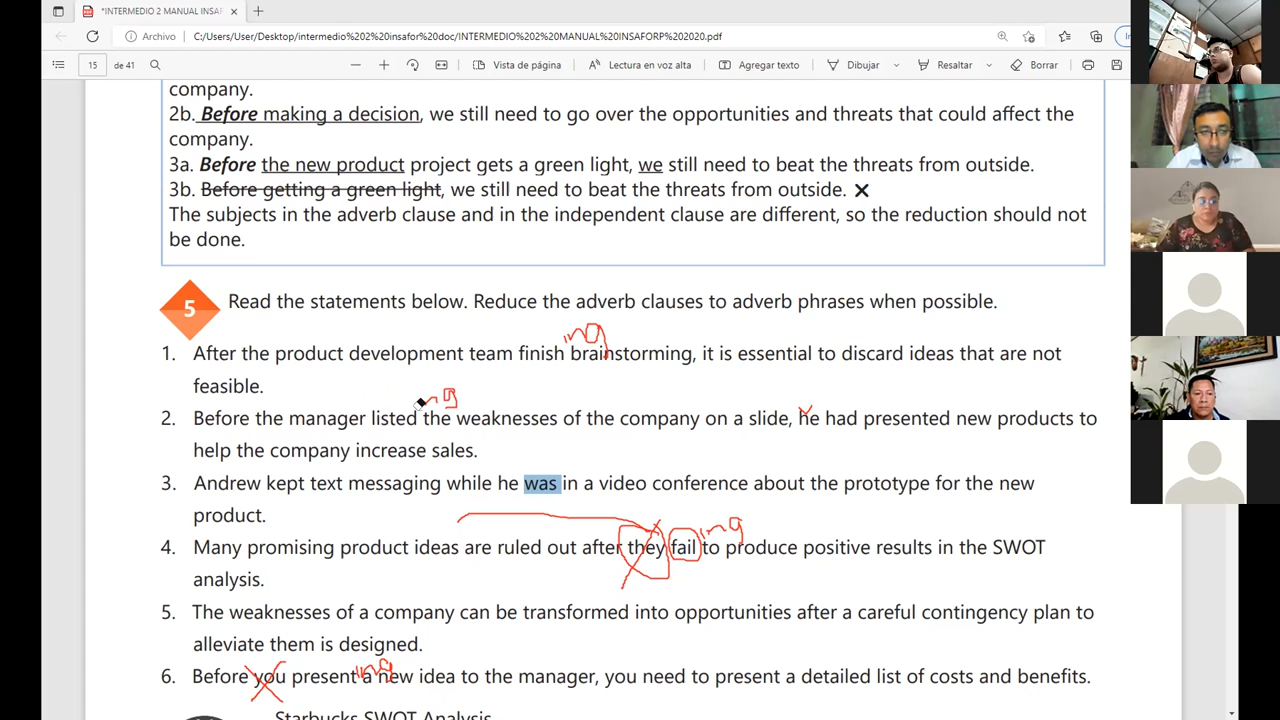 *INTERMEDIO 2 MANUAL INSAF
Archivo
C:/Users/User/Desktop/intermedio%202%20insafor%20doc/INTERMEDIO%202%20MANUAL%20INSAFORP%202020.pdf
15 de 41
Vista de página
Lectura en voz alta
Agregar texto
Dibujar
Resaltar
Borrar
company.
2b. Before making a decision, we still need to go over the opportunities and threats that could affect the
company.
3a. Before the new product project gets a green light, we still need to beat the threats from outside.
3b. Before getting a green light, we still need to beat the threats from outside. ✕
The subjects in the adverb clause and in the independent clause are different, so the reduction should not
be done.
5 Read the statements below. Reduce the adverb clauses to adverb phrases when possible.
ing
1. After the product development team finish brainstorming, it is essential to discard ideas that are not
feasible.
2. Before the manager listed the weaknesses of the company on a slide, he had presented new products to
help the company increase sales.
3. Andrew kept text messaging while he was in a video conference about the prototype for the new
product.
ing
4. Many promising product ideas are ruled out after they fail to produce positive results in the SWOT
analysis.
5. The weaknesses of a company can be transformed into opportunities after a careful contingency plan to
alleviate them is designed.
ing
6. Before you present a new idea to the manager, you need to present a detailed list of costs and benefits.
Starbucks SWOT Analysis